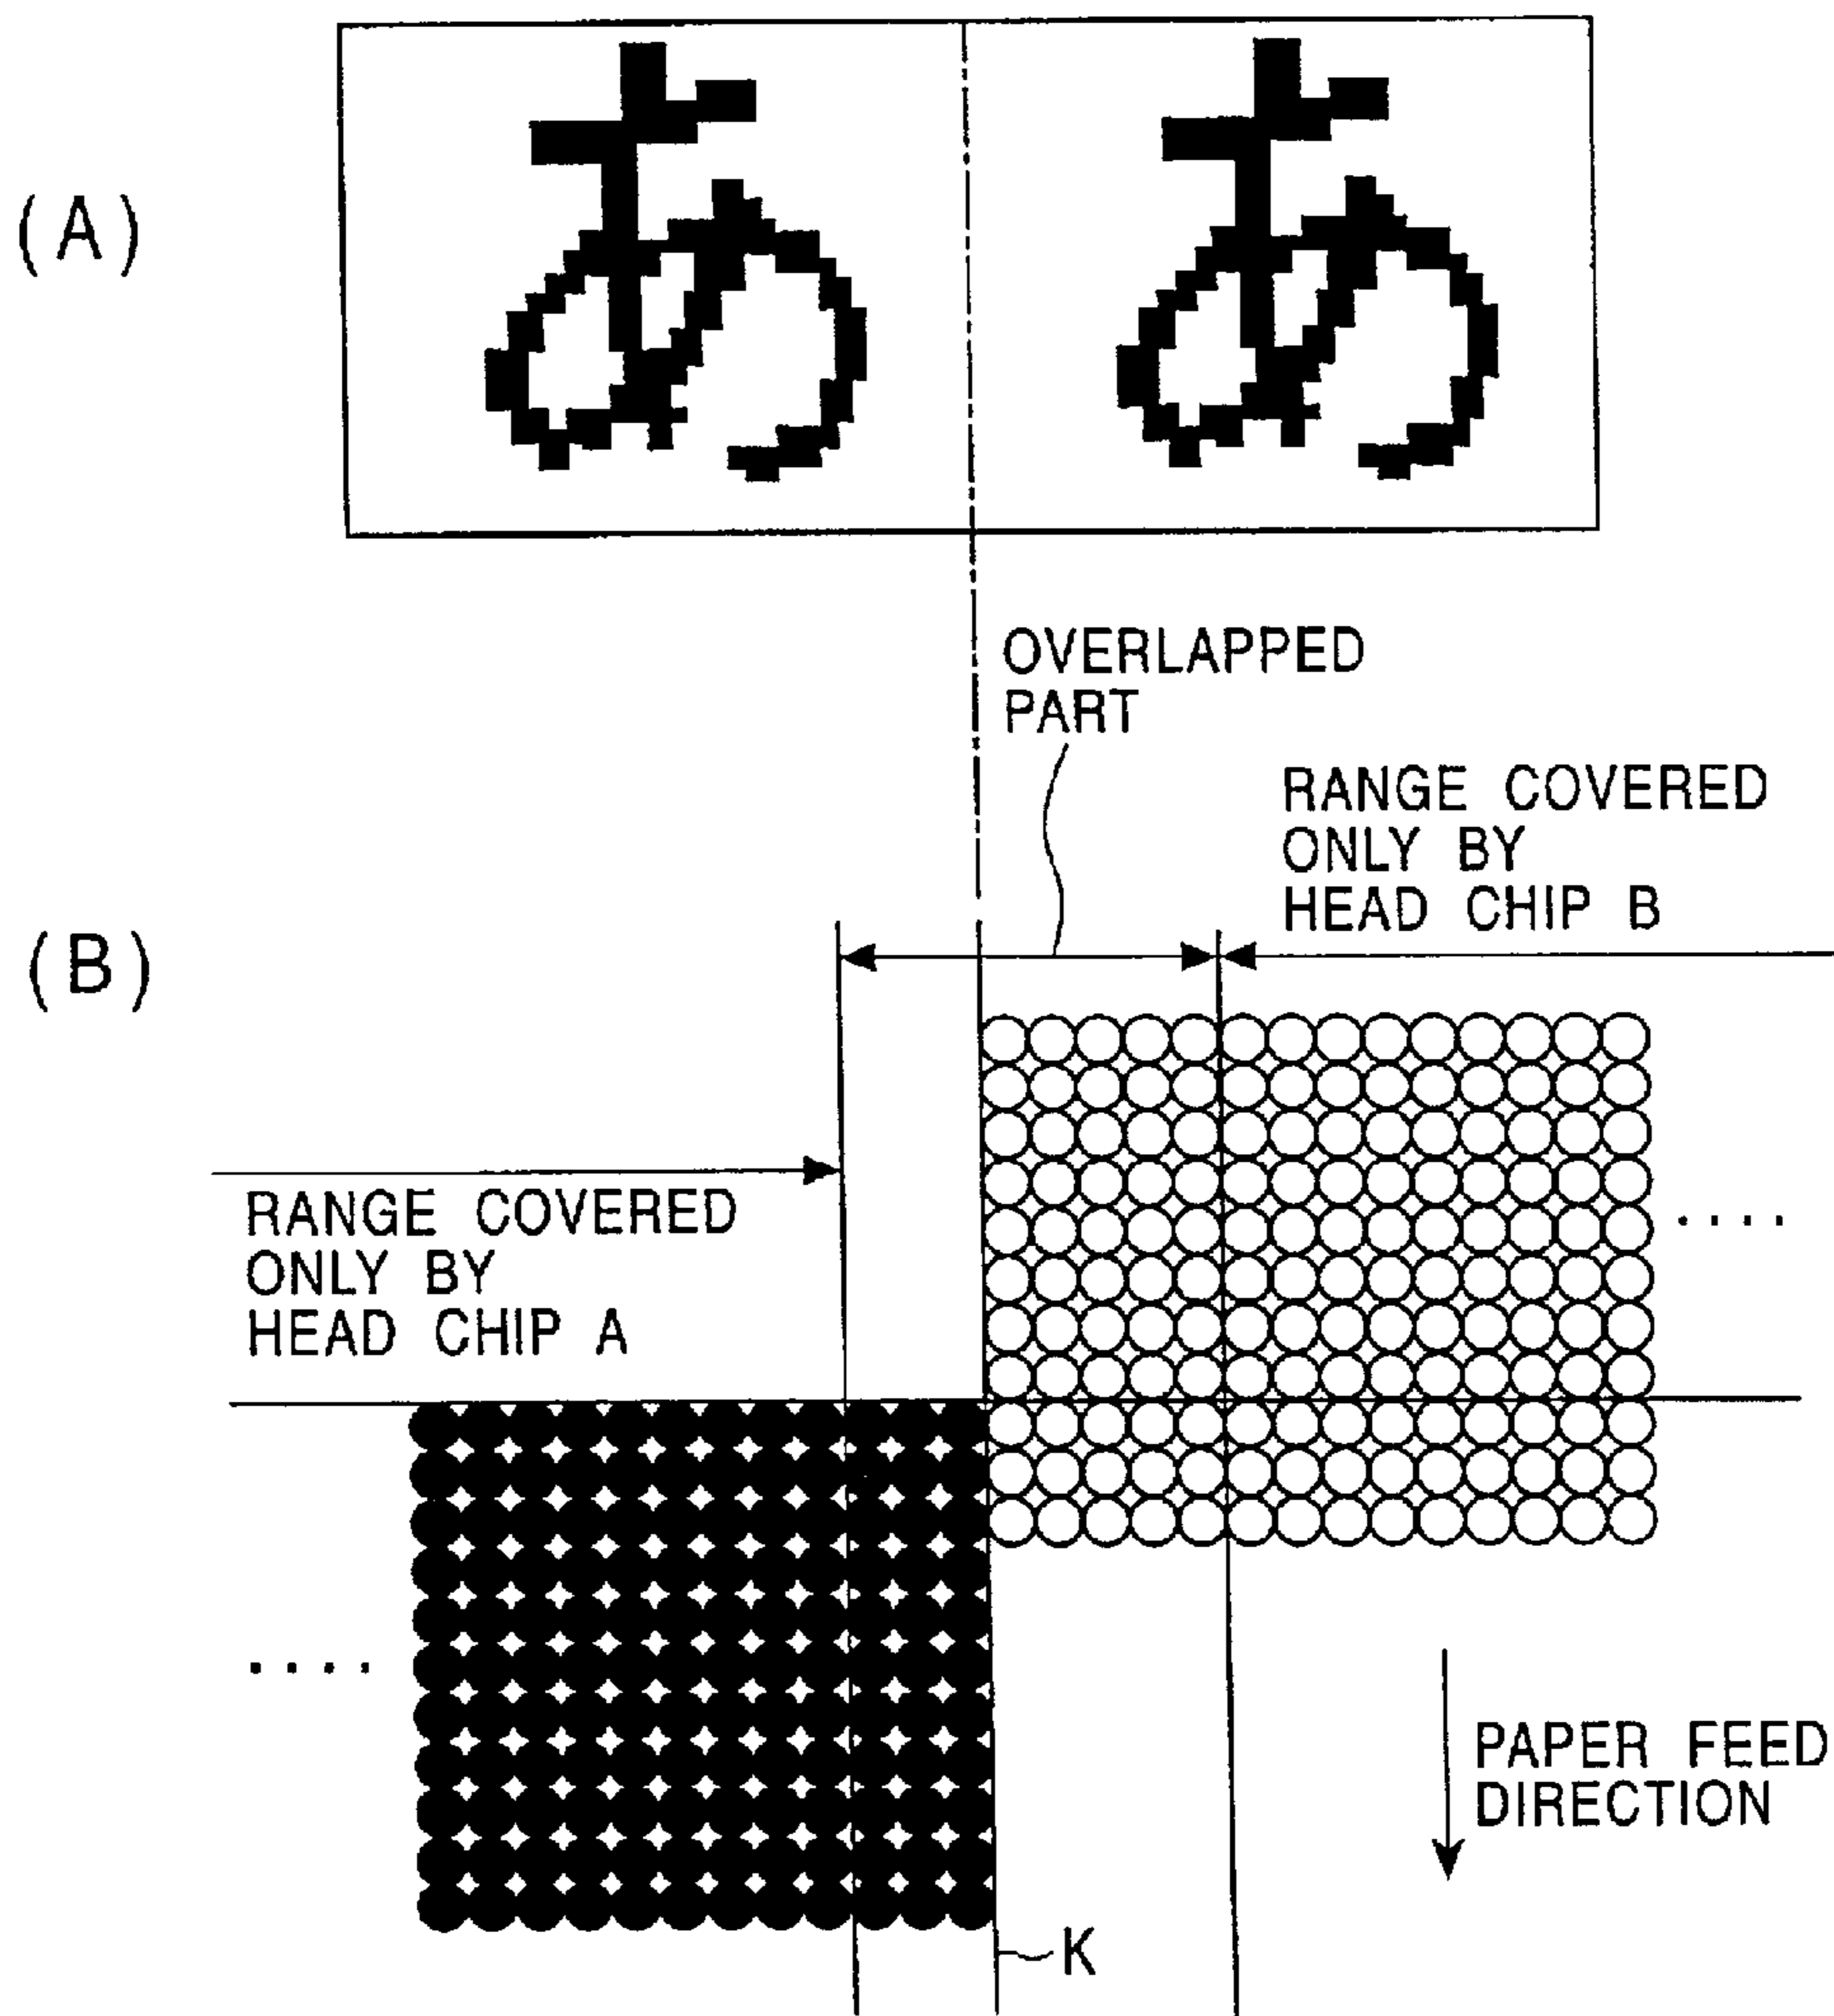 (A)
あ あ
OVERLAPPED
PART
RANGE COVERED
ONLY BY
HEAD CHIP B
(B)
RANGE COVERED
ONLY BY
HEAD CHIP A
....
....
PAPER FEED
DIRECTION
K